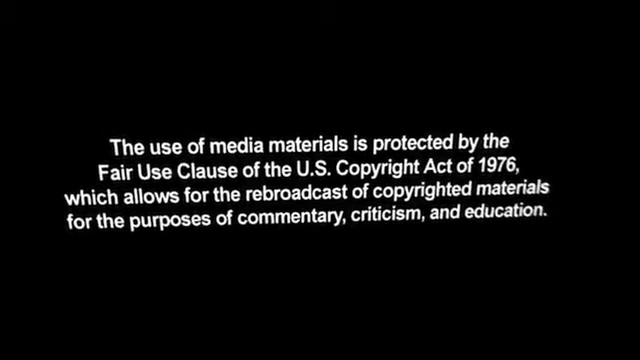 The use of media materials is protected by the
Fair Use Clause of the U.S. Copyright Act of 1976,
which allows for the rebroadcast of copyrighted materials
for the purposes of commentary, criticism, and education.